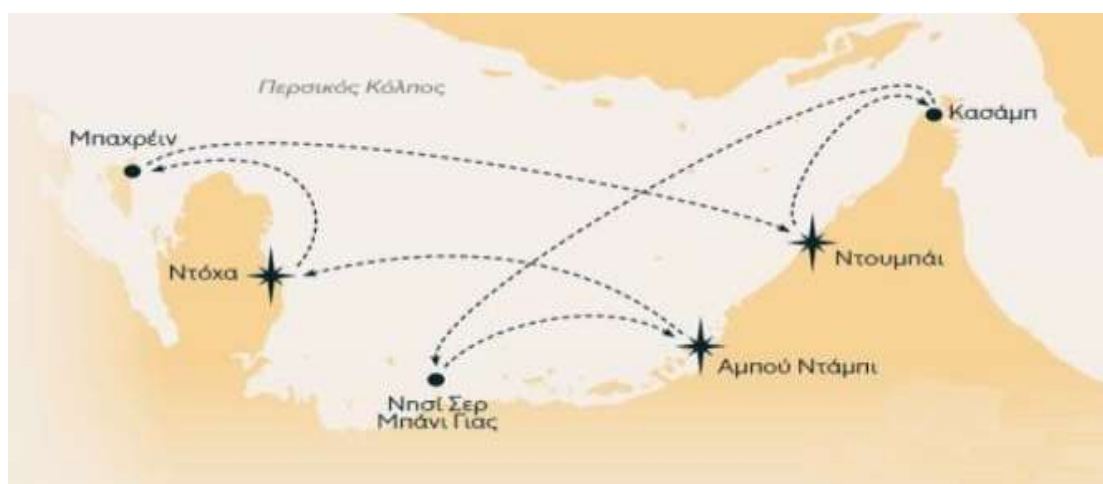 Περσικός Κόλπος
Κασάμπ
Μπαχρέιν
Ντουμπάι
Ντόχα
Αμπού Ντάμπι
Νησί Σερ
Μπάνι Γιας